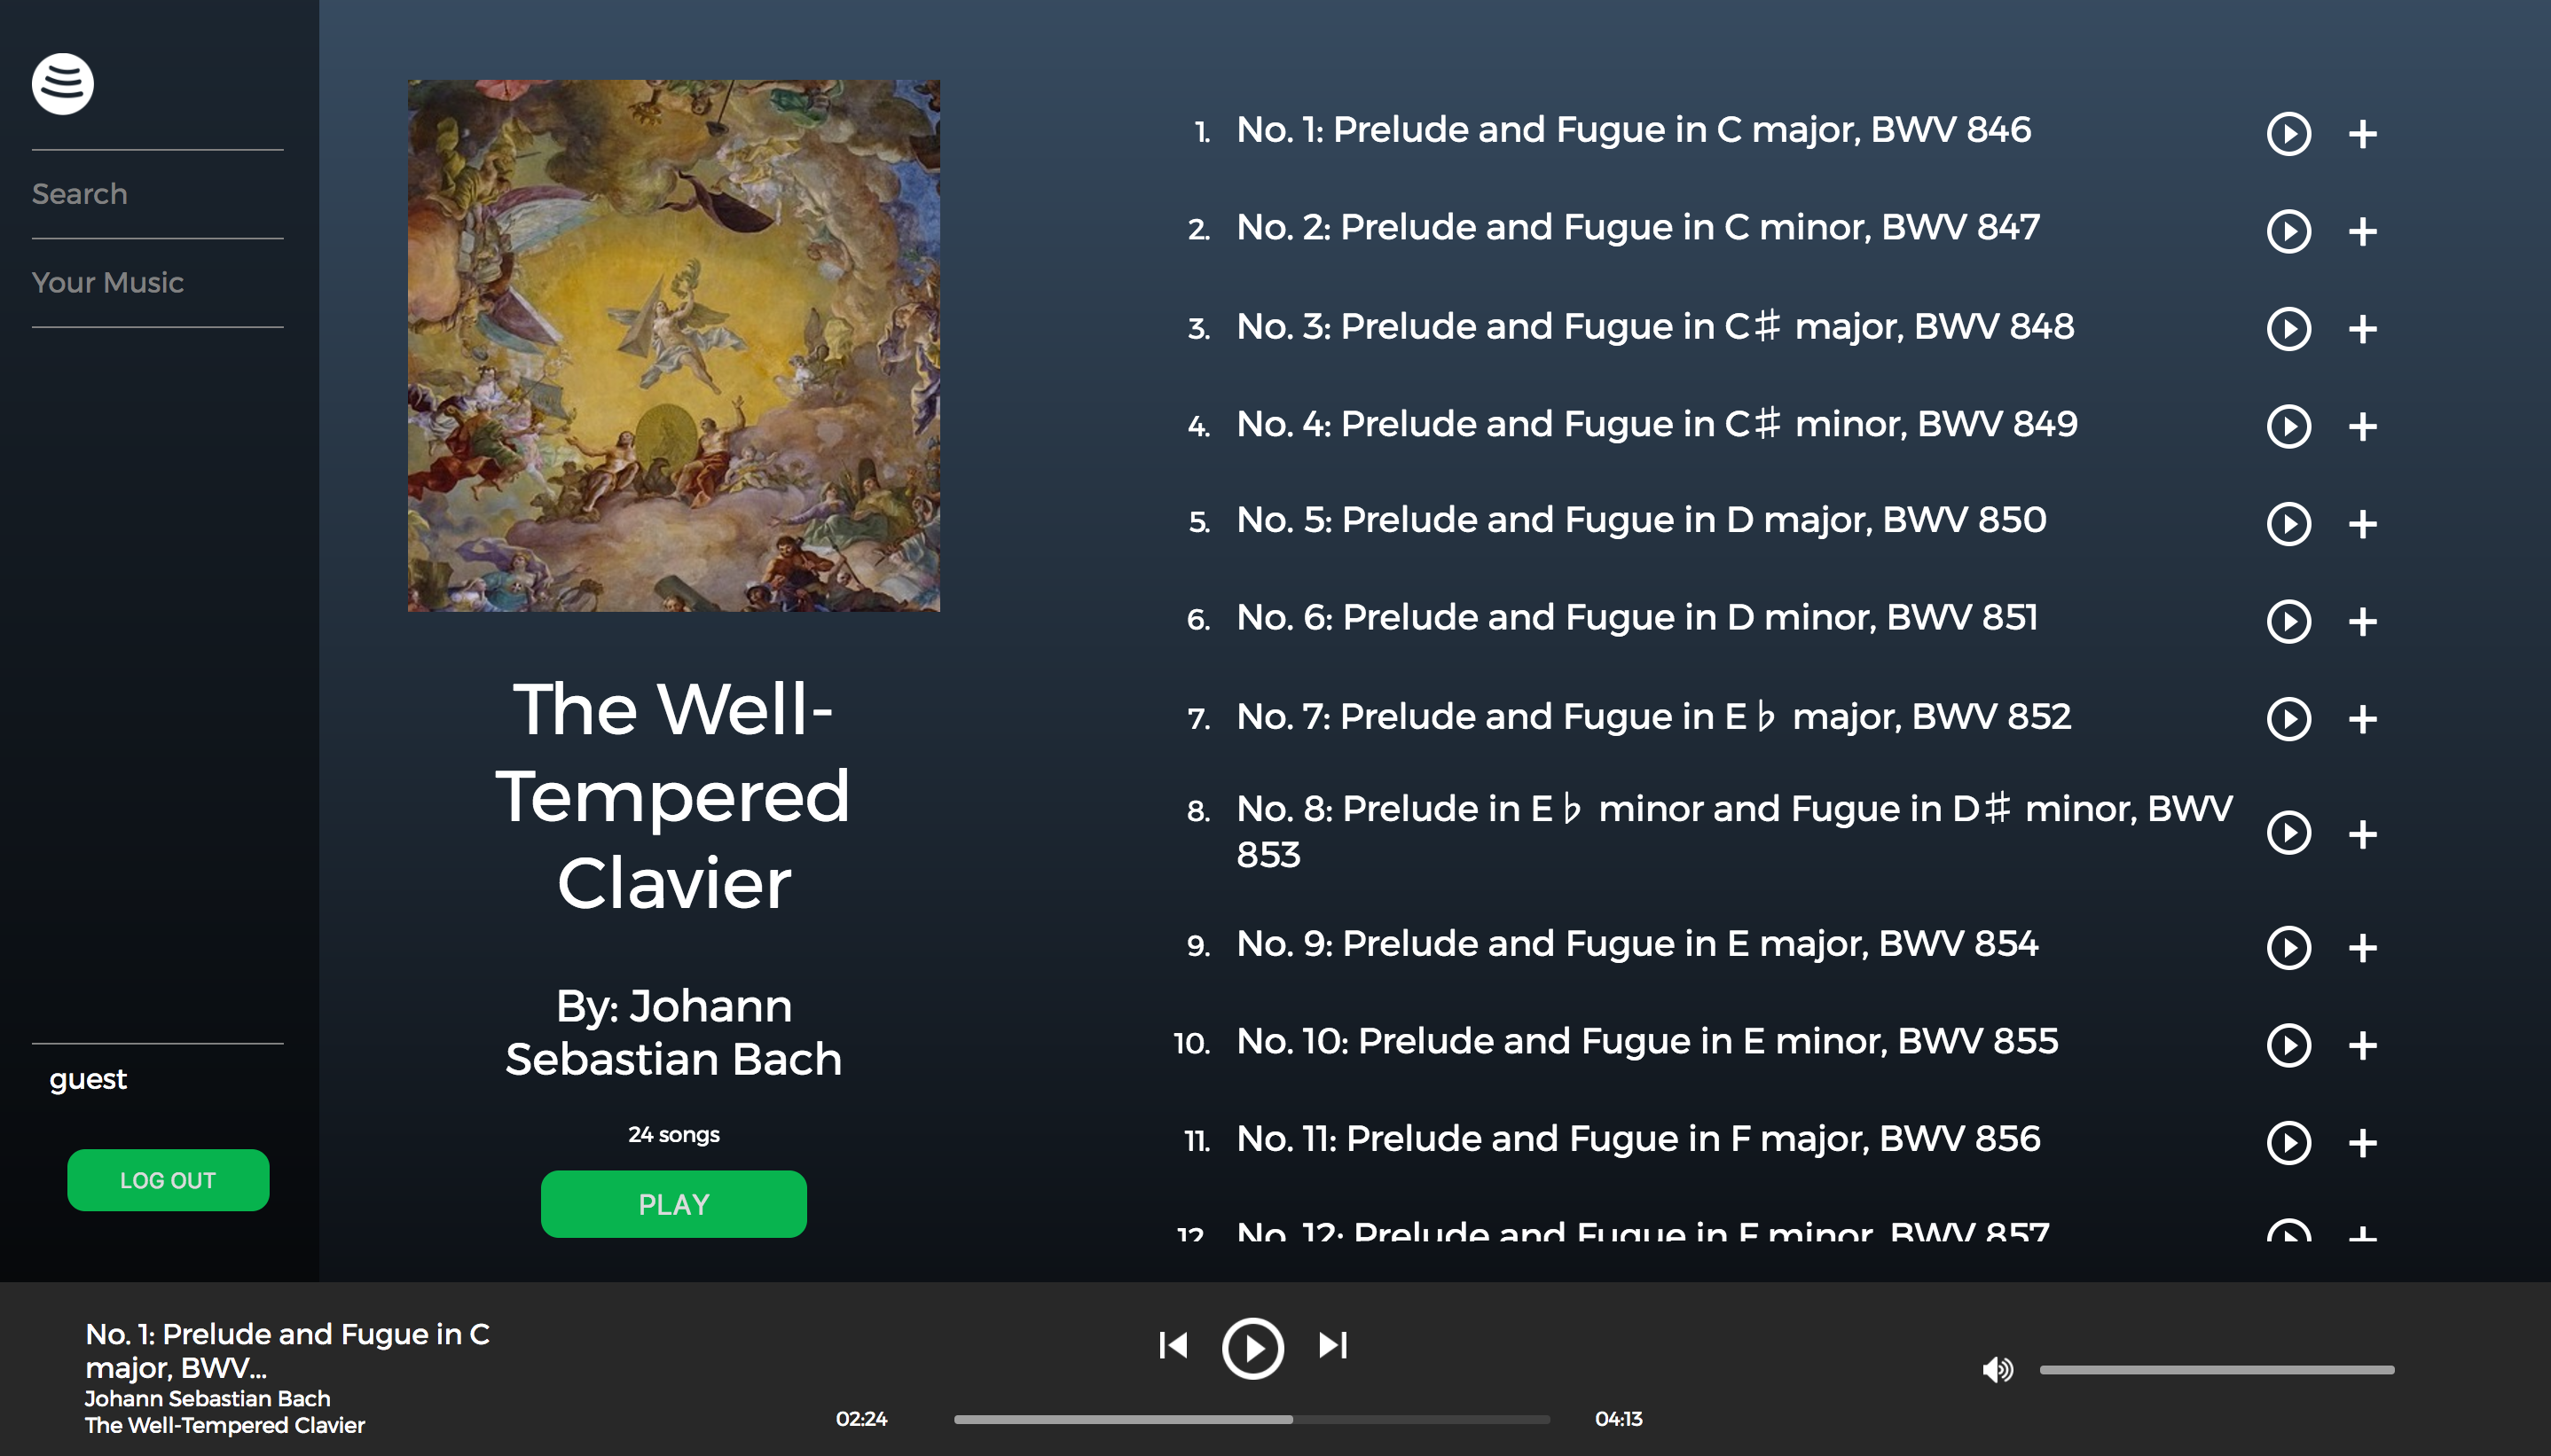 Search
Your Music
guest
LOG OUT
The Well-
Tempered
Clavier
By: Johann
Sebastian Bach
24 songs
PLAY
1. No. 1: Prelude and Fugue in C major, BWV 846
2. No. 2: Prelude and Fugue in C minor, BWV 847
3. No. 3: Prelude and Fugue in C♯ major, BWV 848
4. No. 4: Prelude and Fugue in C♯ minor, BWV 849
5. No. 5: Prelude and Fugue in D major, BWV 850
6. No. 6: Prelude and Fugue in D minor, BWV 851
7. No. 7: Prelude and Fugue in E♭ major, BWV 852
8. No. 8: Prelude in E♭ minor and Fugue in D♯ minor, BWV
853
9. No. 9: Prelude and Fugue in E major, BWV 854
10. No. 10: Prelude and Fugue in E minor, BWV 855
11. No. 11: Prelude and Fugue in F major, BWV 856
12. No. 12: Prelude and Fugue in F minor, BWV 857
No. 1: Prelude and Fugue in C
major, BWV...
Johann Sebastian Bach
The Well-Tempered Clavier
02:24
04:13